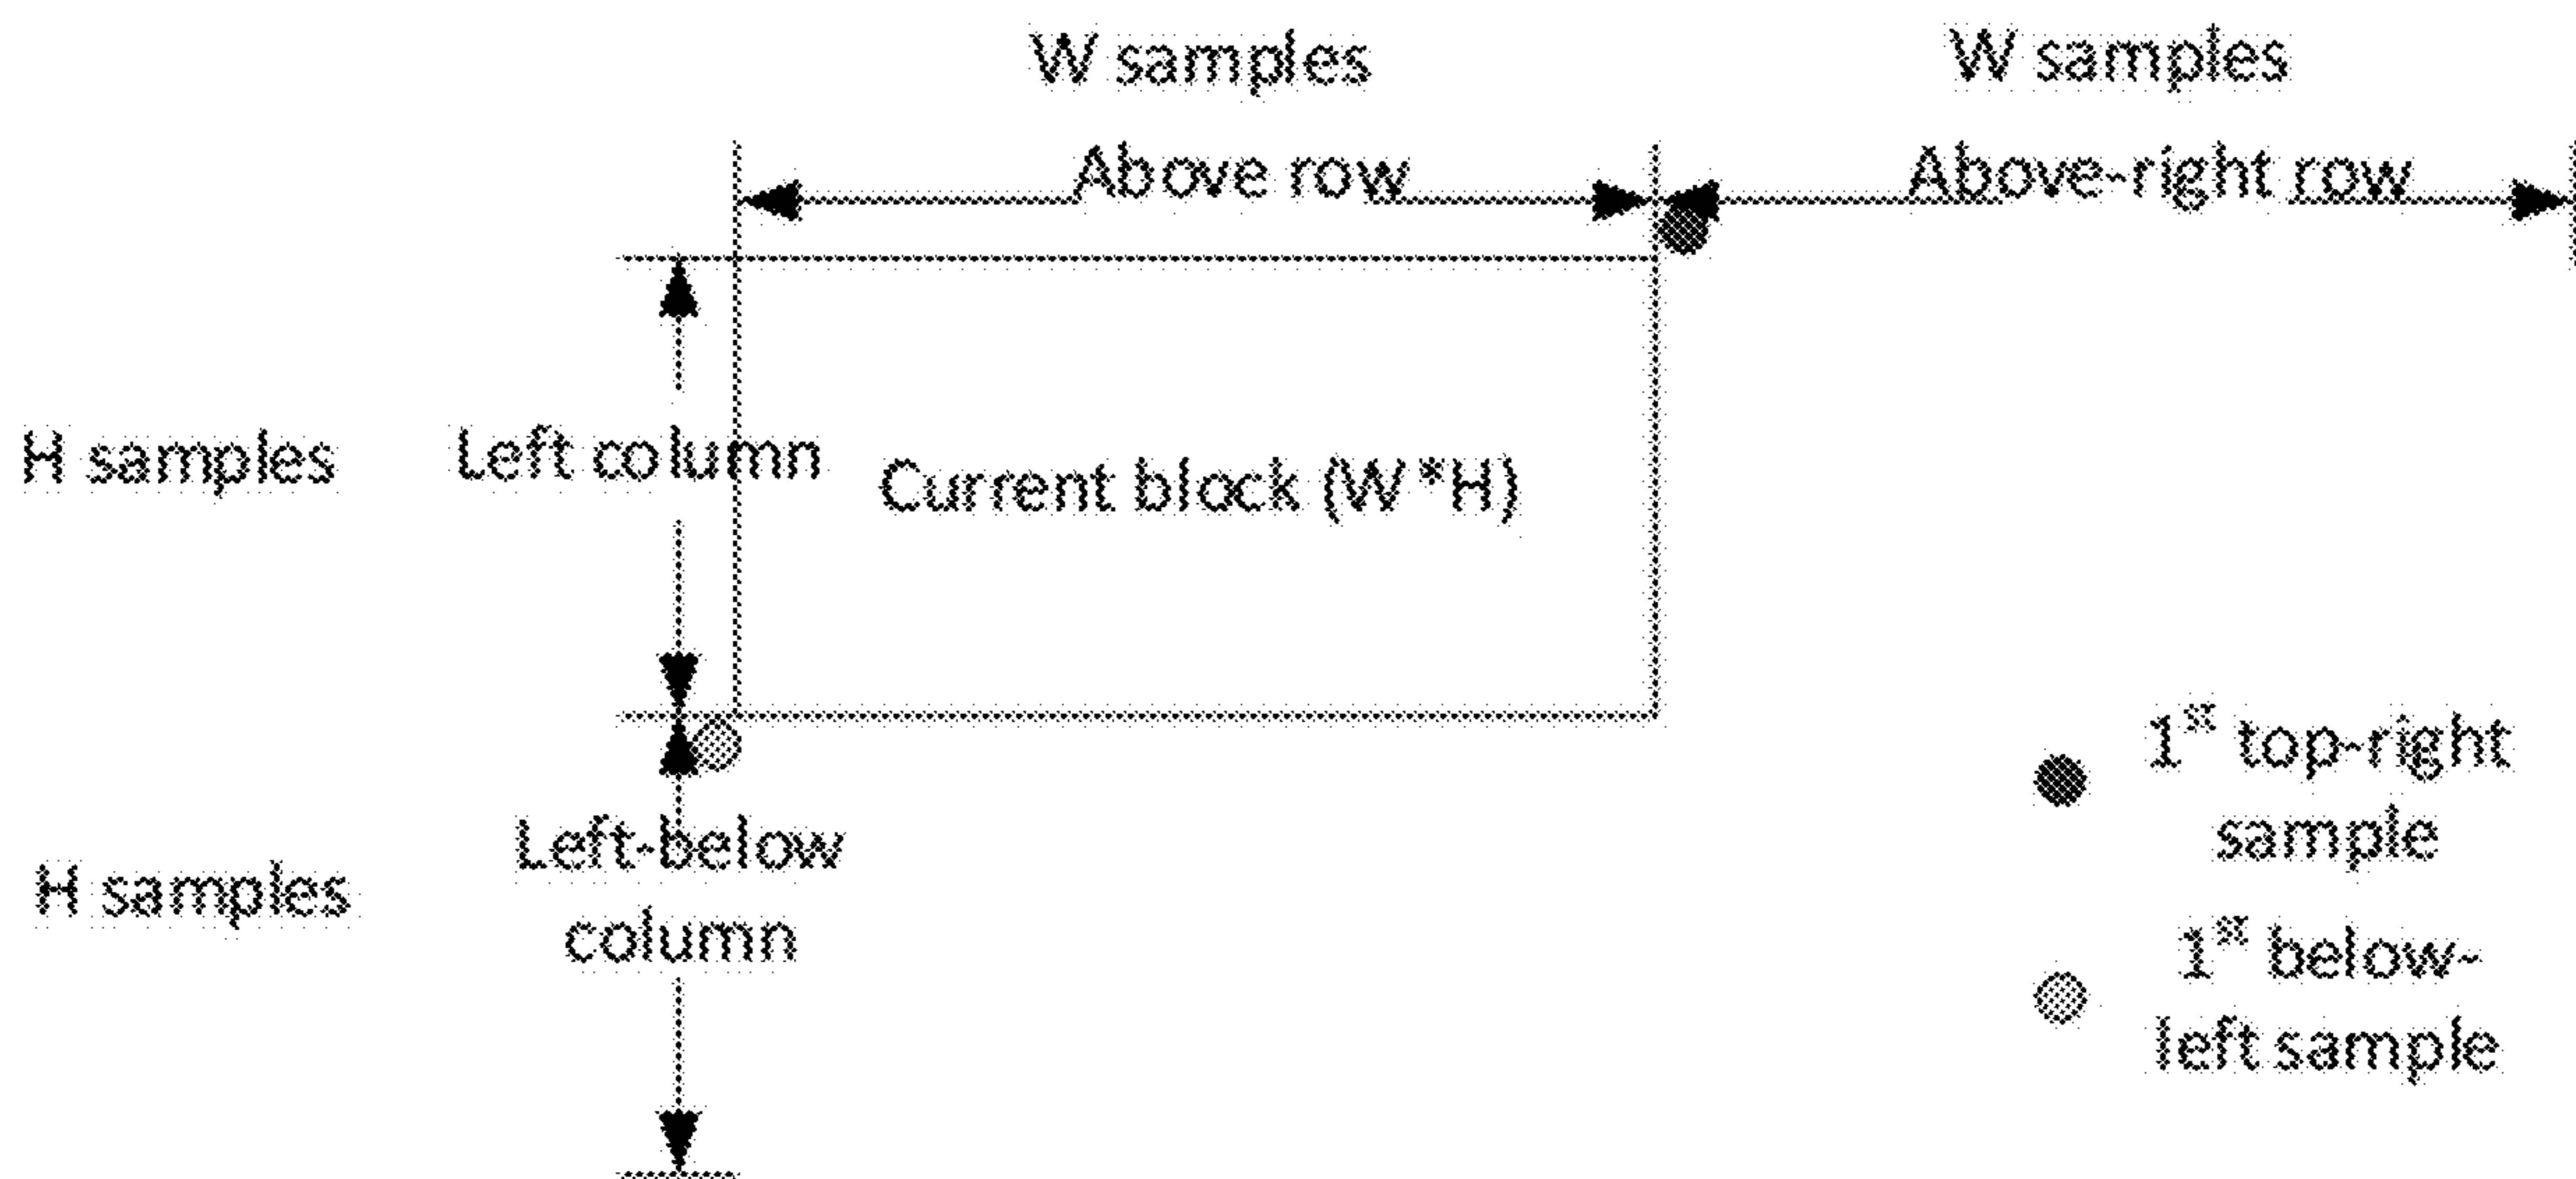 W samples
W samples
Above row
Above-right row
H samples
Left column
Current block (W*H)
1st top-right
sample
Left-below
column
H samples
1st below-
left sample